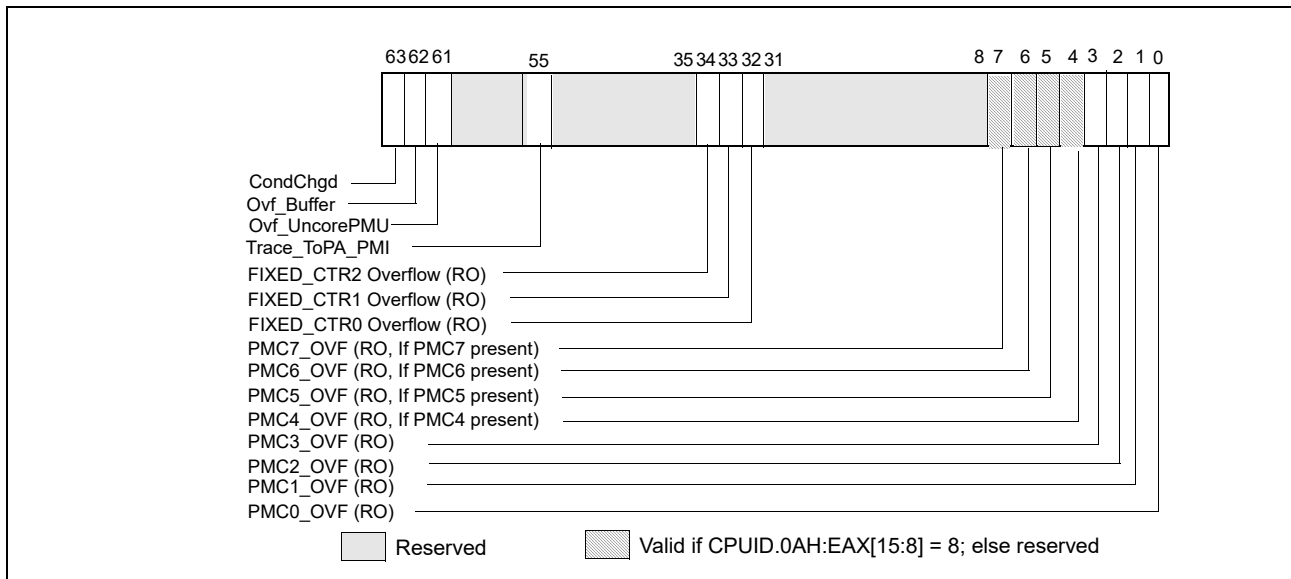 63 62 61 55 35 34 33 32 31 8 7 6 5 4 3 2 1 0
CondChgd
Ovf_Buffer
Ovf_UncorePMU
Trace_ToPA_PMI
FIXED_CTR2 Overflow (RO)
FIXED_CTR1 Overflow (RO)
FIXED_CTR0 Overflow (RO)
PMC7_OVF (RO, If PMC7 present)
PMC6_OVF (RO, If PMC6 present)
PMC5_OVF (RO, If PMC5 present)
PMC4_OVF (RO, If PMC4 present)
PMC3_OVF (RO)
PMC2_OVF (RO)
PMC1_OVF (RO)
PMC0_OVF (RO)
Reserved Valid if CPUID.0AH:EAX[15:8] = 8; else reserved